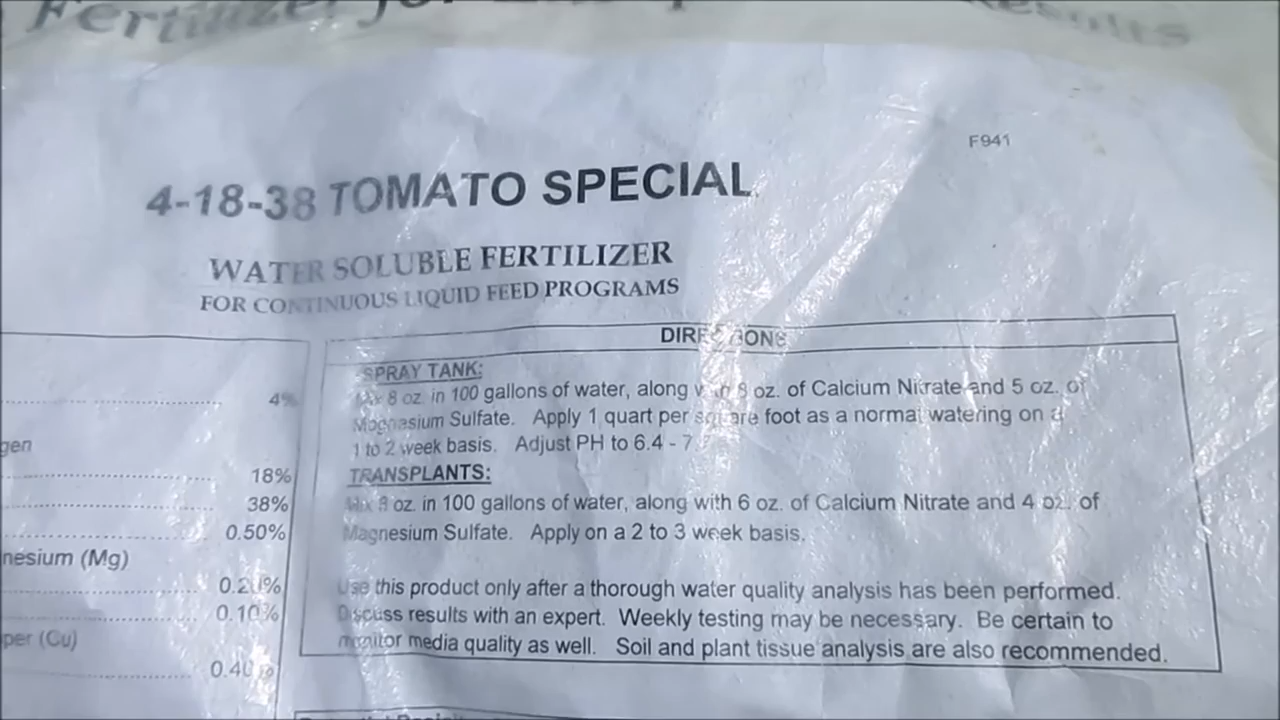 Fertilizer for
Results
F941
4-18-38 TOMATO SPECIAL
WATER SOLUBLE FERTILIZER
FOR CONTINUOUS LIQUID FEED PROGRAMS
DIRECTIONS
SPRAY TANK:
Mix 8 oz. in 100 gallons of water, along with 8 oz. of Calcium Nitrate and 5 oz. of
Magnesium Sulfate. Apply 1 quart per square foot as a normal watering on a
1 to 2 week basis. Adjust PH to 6.4 - 7
TRANSPLANTS:
Mix 8 oz. in 100 gallons of water, along with 6 oz. of Calcium Nitrate and 4 oz. of
Magnesium Sulfate. Apply on a 2 to 3 week basis.
Use this product only after a thorough water quality analysis has been performed.
Discuss results with an expert. Weekly testing may be necessary. Be certain to
monitor media quality as well. Soil and plant tissue analysis are also recommended.
4%
gen
18%
38%
0.50%
nesium (Mg)
0.20%
0.10%
per (Cu)
0.40%